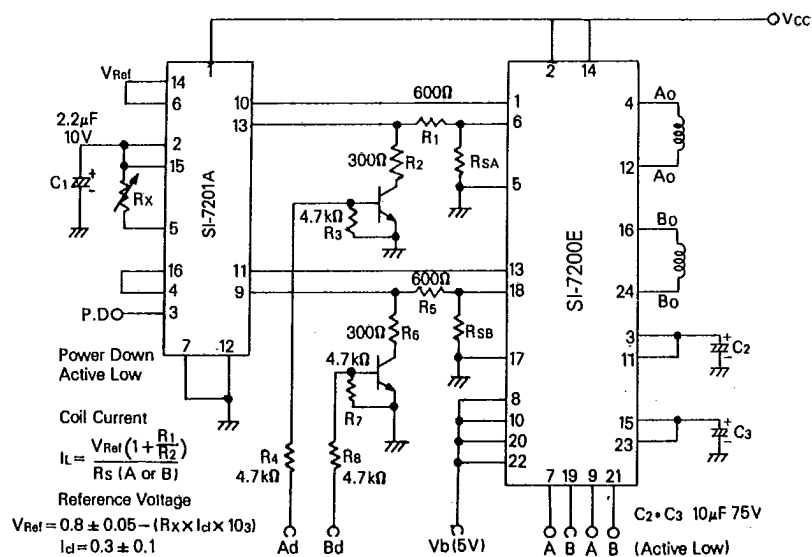 Vcc
1
2
14
VRef
14
6
600Ω
10
1
4
Ao
13
R1
6
2.2μF
10V
2
15
300Ω
R2
RSA
12
Ao
C1
+
-
Rx
5
SI-7201A
4.7kΩ
R3
5
SI-7200E
16
Bo
16
4
11
13
9
600Ω
R5
18
24
Bo
P.D
3
300Ω
R6
RSB
3
11
+
-
C2
7
12
4.7kΩ
17
Power Down
Active Low
R7
8
10
20
22
15
23
+
-
C3
Coil Current
IL = VRef (1 + R1/R2) / Rs (A or B)
R4
4.7kΩ
R8
4.7kΩ
7
19
9
21
C2• C3 10μF 75V
Reference Voltage
VRef = 0.8 ± 0.05 – (Rx × Id × 103)
Id = 0.3 ± 0.1
Ad
Bd
Vb (5V)
A
B
A
B
(Active Low)